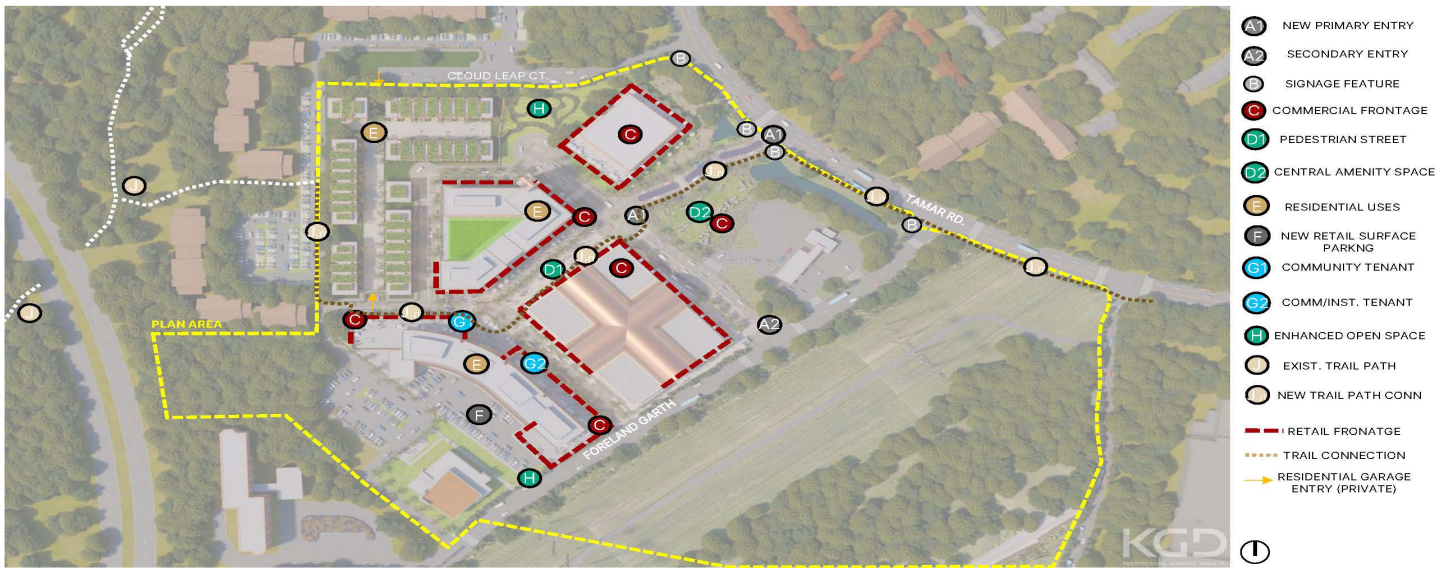 CLOUD LEAP CT.
B
H
E
C
B
A1
B
J
J
J
E
C
A1
D2
C
J
B
TAMAR RD.
J
D1
C
J
J
PLAN AREA
C
J
G1
A2
E
G2
F
C
FORELAND GARTH
H
KGD
A1 NEW PRIMARY ENTRY
A2 SECONDARY ENTRY
B SIGNAGE FEATURE
C COMMERCIAL FRONTAGE
D1 PEDESTRIAN STREET
D2 CENTRAL AMENITY SPACE
E RESIDENTIAL USES
F NEW RETAIL SURFACE
PARKNG
G1 COMMUNITY TENANT
G2 COMM/INST. TENANT
H ENHANCED OPEN SPACE
J EXIST. TRAIL PATH
J NEW TRAIL PATH CONN
RETAIL FRONATGE
TRAIL CONNECTION
RESIDENTIAL GARAGE
ENTRY (PRIVATE)